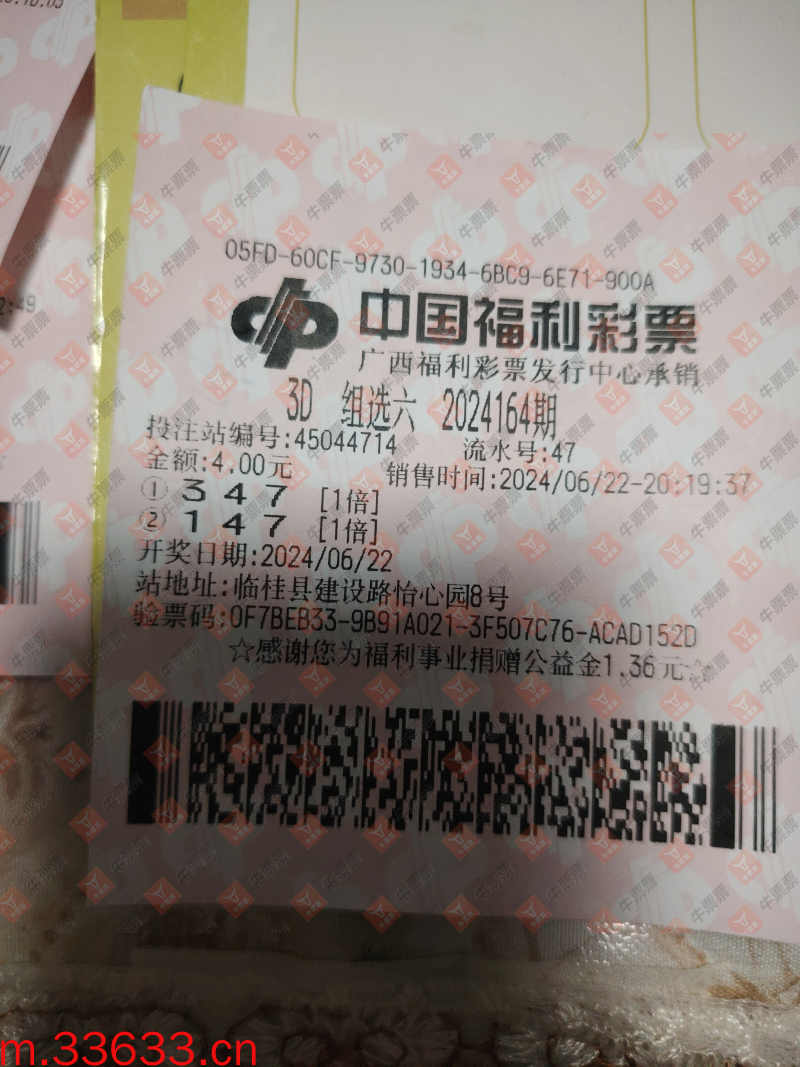 05FD-60CF-9730-1934-6BC9-6E71-900A
中国福利彩票
广西福利彩票发行中心承销
3D 组选六 2024164期
投注站编号:45044714 流水号:47
金额:4.00元 销售时间:2024/06/22-20:19:37
① 3 4 7 [1倍]
② 1 4 7 [1倍]
开奖日期:2024/06/22
站地址:临桂县建设路怡心园8号
验票码:0F7BEB33-9B91A021-3F507C76-ACAD152D
☆感谢您为福利事业捐赠公益金1.36元☆
2:49
牛票票
m.33633.cn